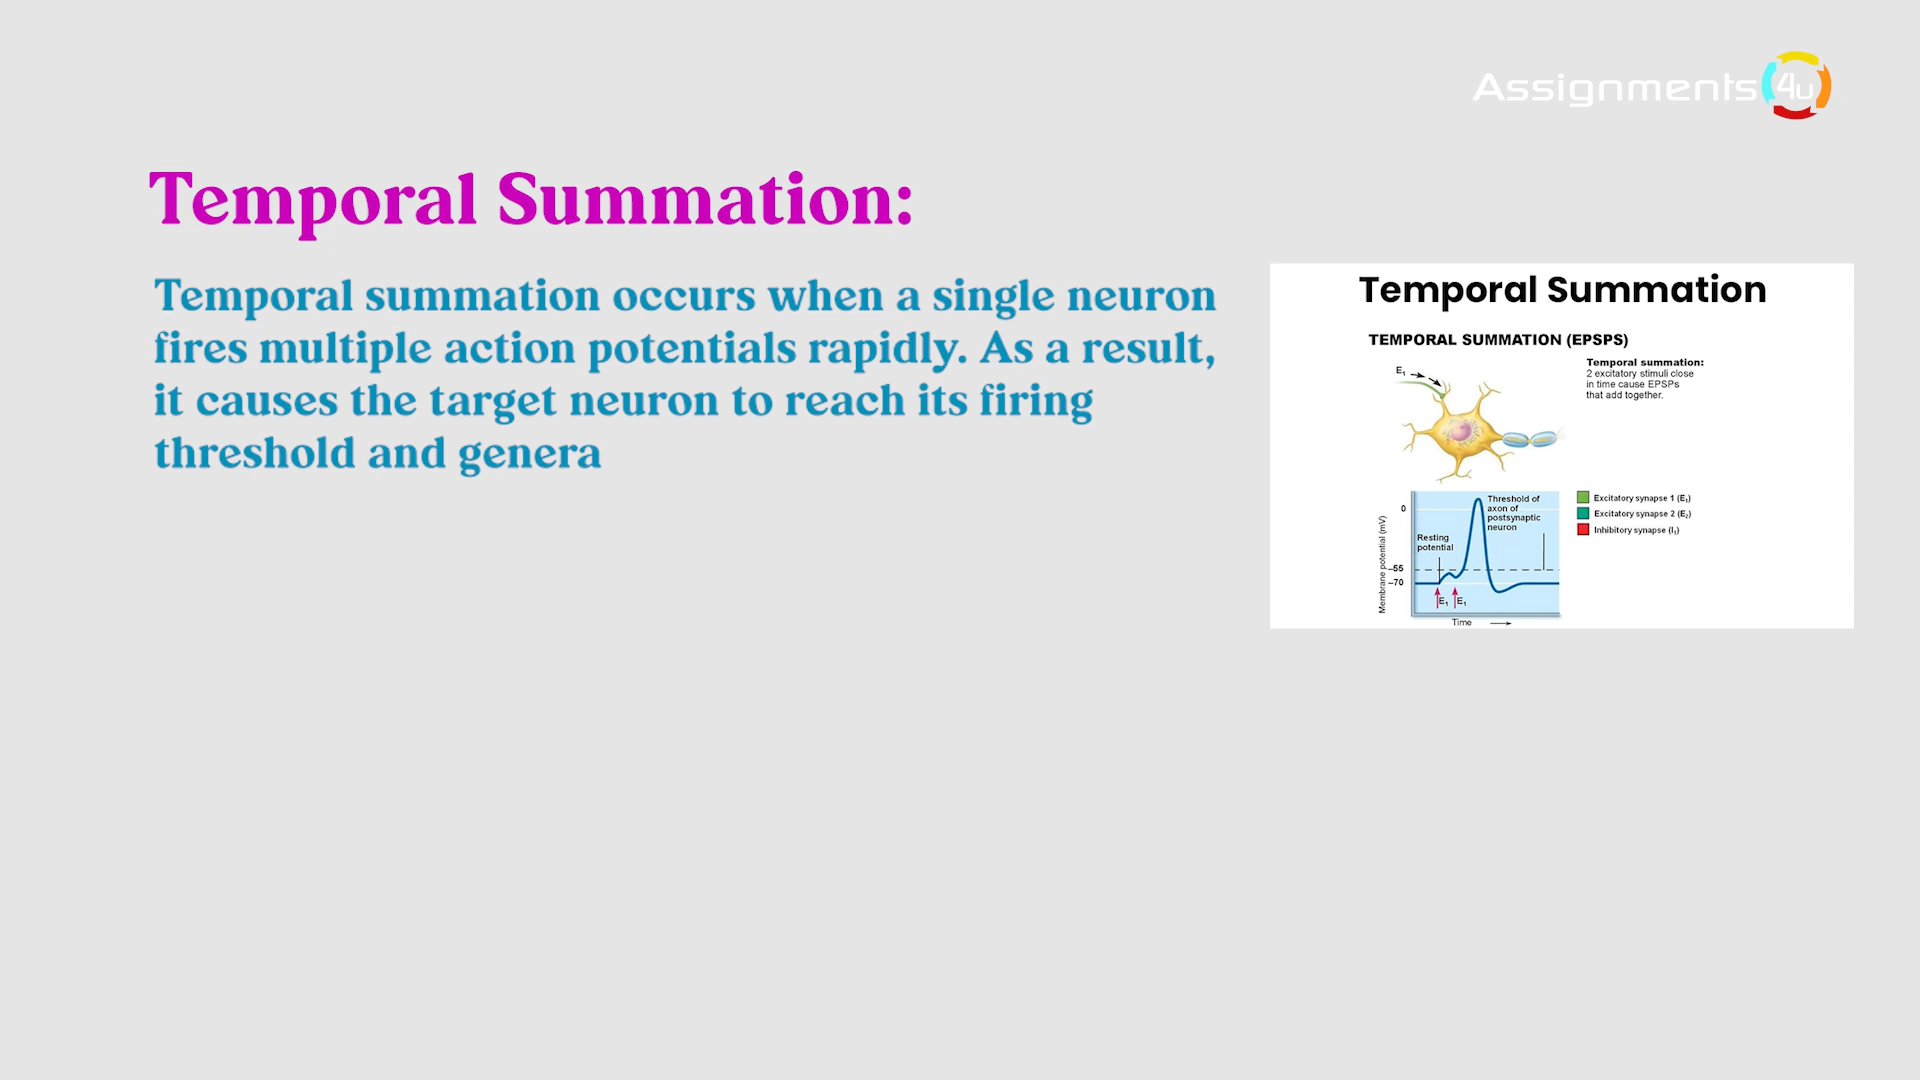 Assignments 4u
Temporal Summation:
Temporal summation occurs when a single neuron
fires multiple action potentials rapidly. As a result,
it causes the target neuron to reach its firing
threshold and genera
Temporal Summation
TEMPORAL SUMMATION (EPSPS)
E₁
Temporal summation:
2 excitatory stimuli close
in time cause EPSPs
that add together.
Membrane potential (mV)
0
–55
–70
Resting
potential
Threshold of
axon of
postsynaptic
neuron
E₁ E₁
Time
Excitatory synapse 1 (E₁)
Excitatory synapse 2 (E₂)
Inhibitory synapse (I₁)